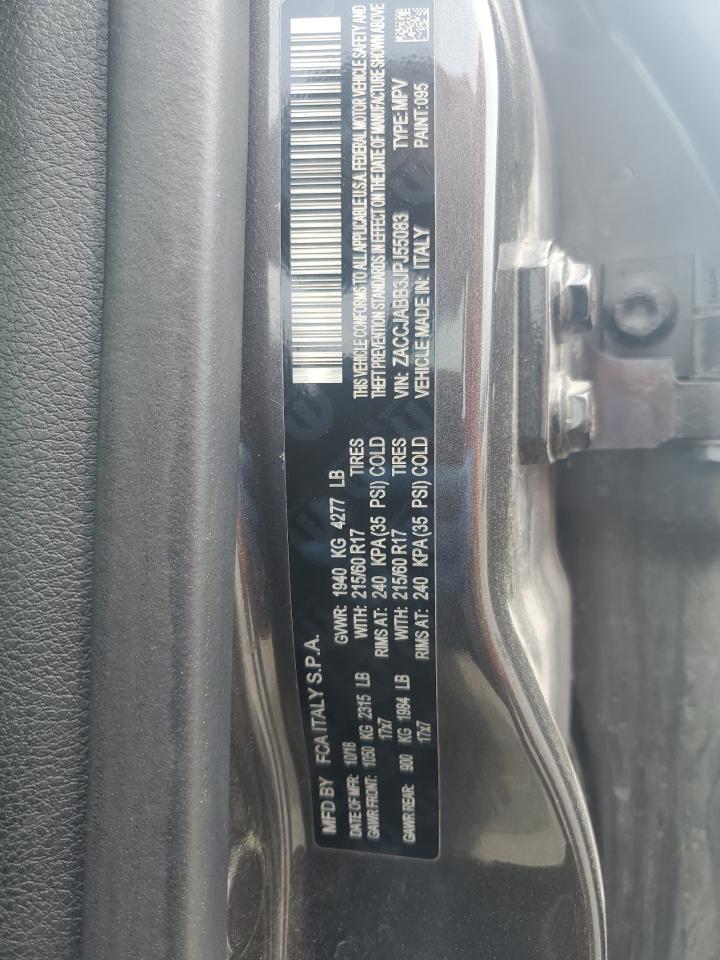 MFD BY FCA ITALY S.P.A.
DATE OF MFR: 10/18 GVWR: 1940 KG 4277 LB
GAWR FRONT: 1050 KG 2315 LB WITH: 215/60 R17 TIRES
17x7 RIMS AT: 240 KPA (35 PSI) COLD
GAWR REAR: 900 KG 1984 LB WITH: 215/60 R17 TIRES
17x7 RIMS AT: 240 KPA (35 PSI) COLD
THIS VEHICLE CONFORMS TO ALL APPLICABLE U.S.A. FEDERAL MOTOR VEHICLE SAFETY AND
THEFT PREVENTION STANDARDS IN EFFECT ON THE DATE OF MANUFACTURE SHOWN ABOVE
VIN: ZACCJABB3JPJ55083 TYPE: MPV
VEHICLE MADE IN: ITALY PAINT: 095